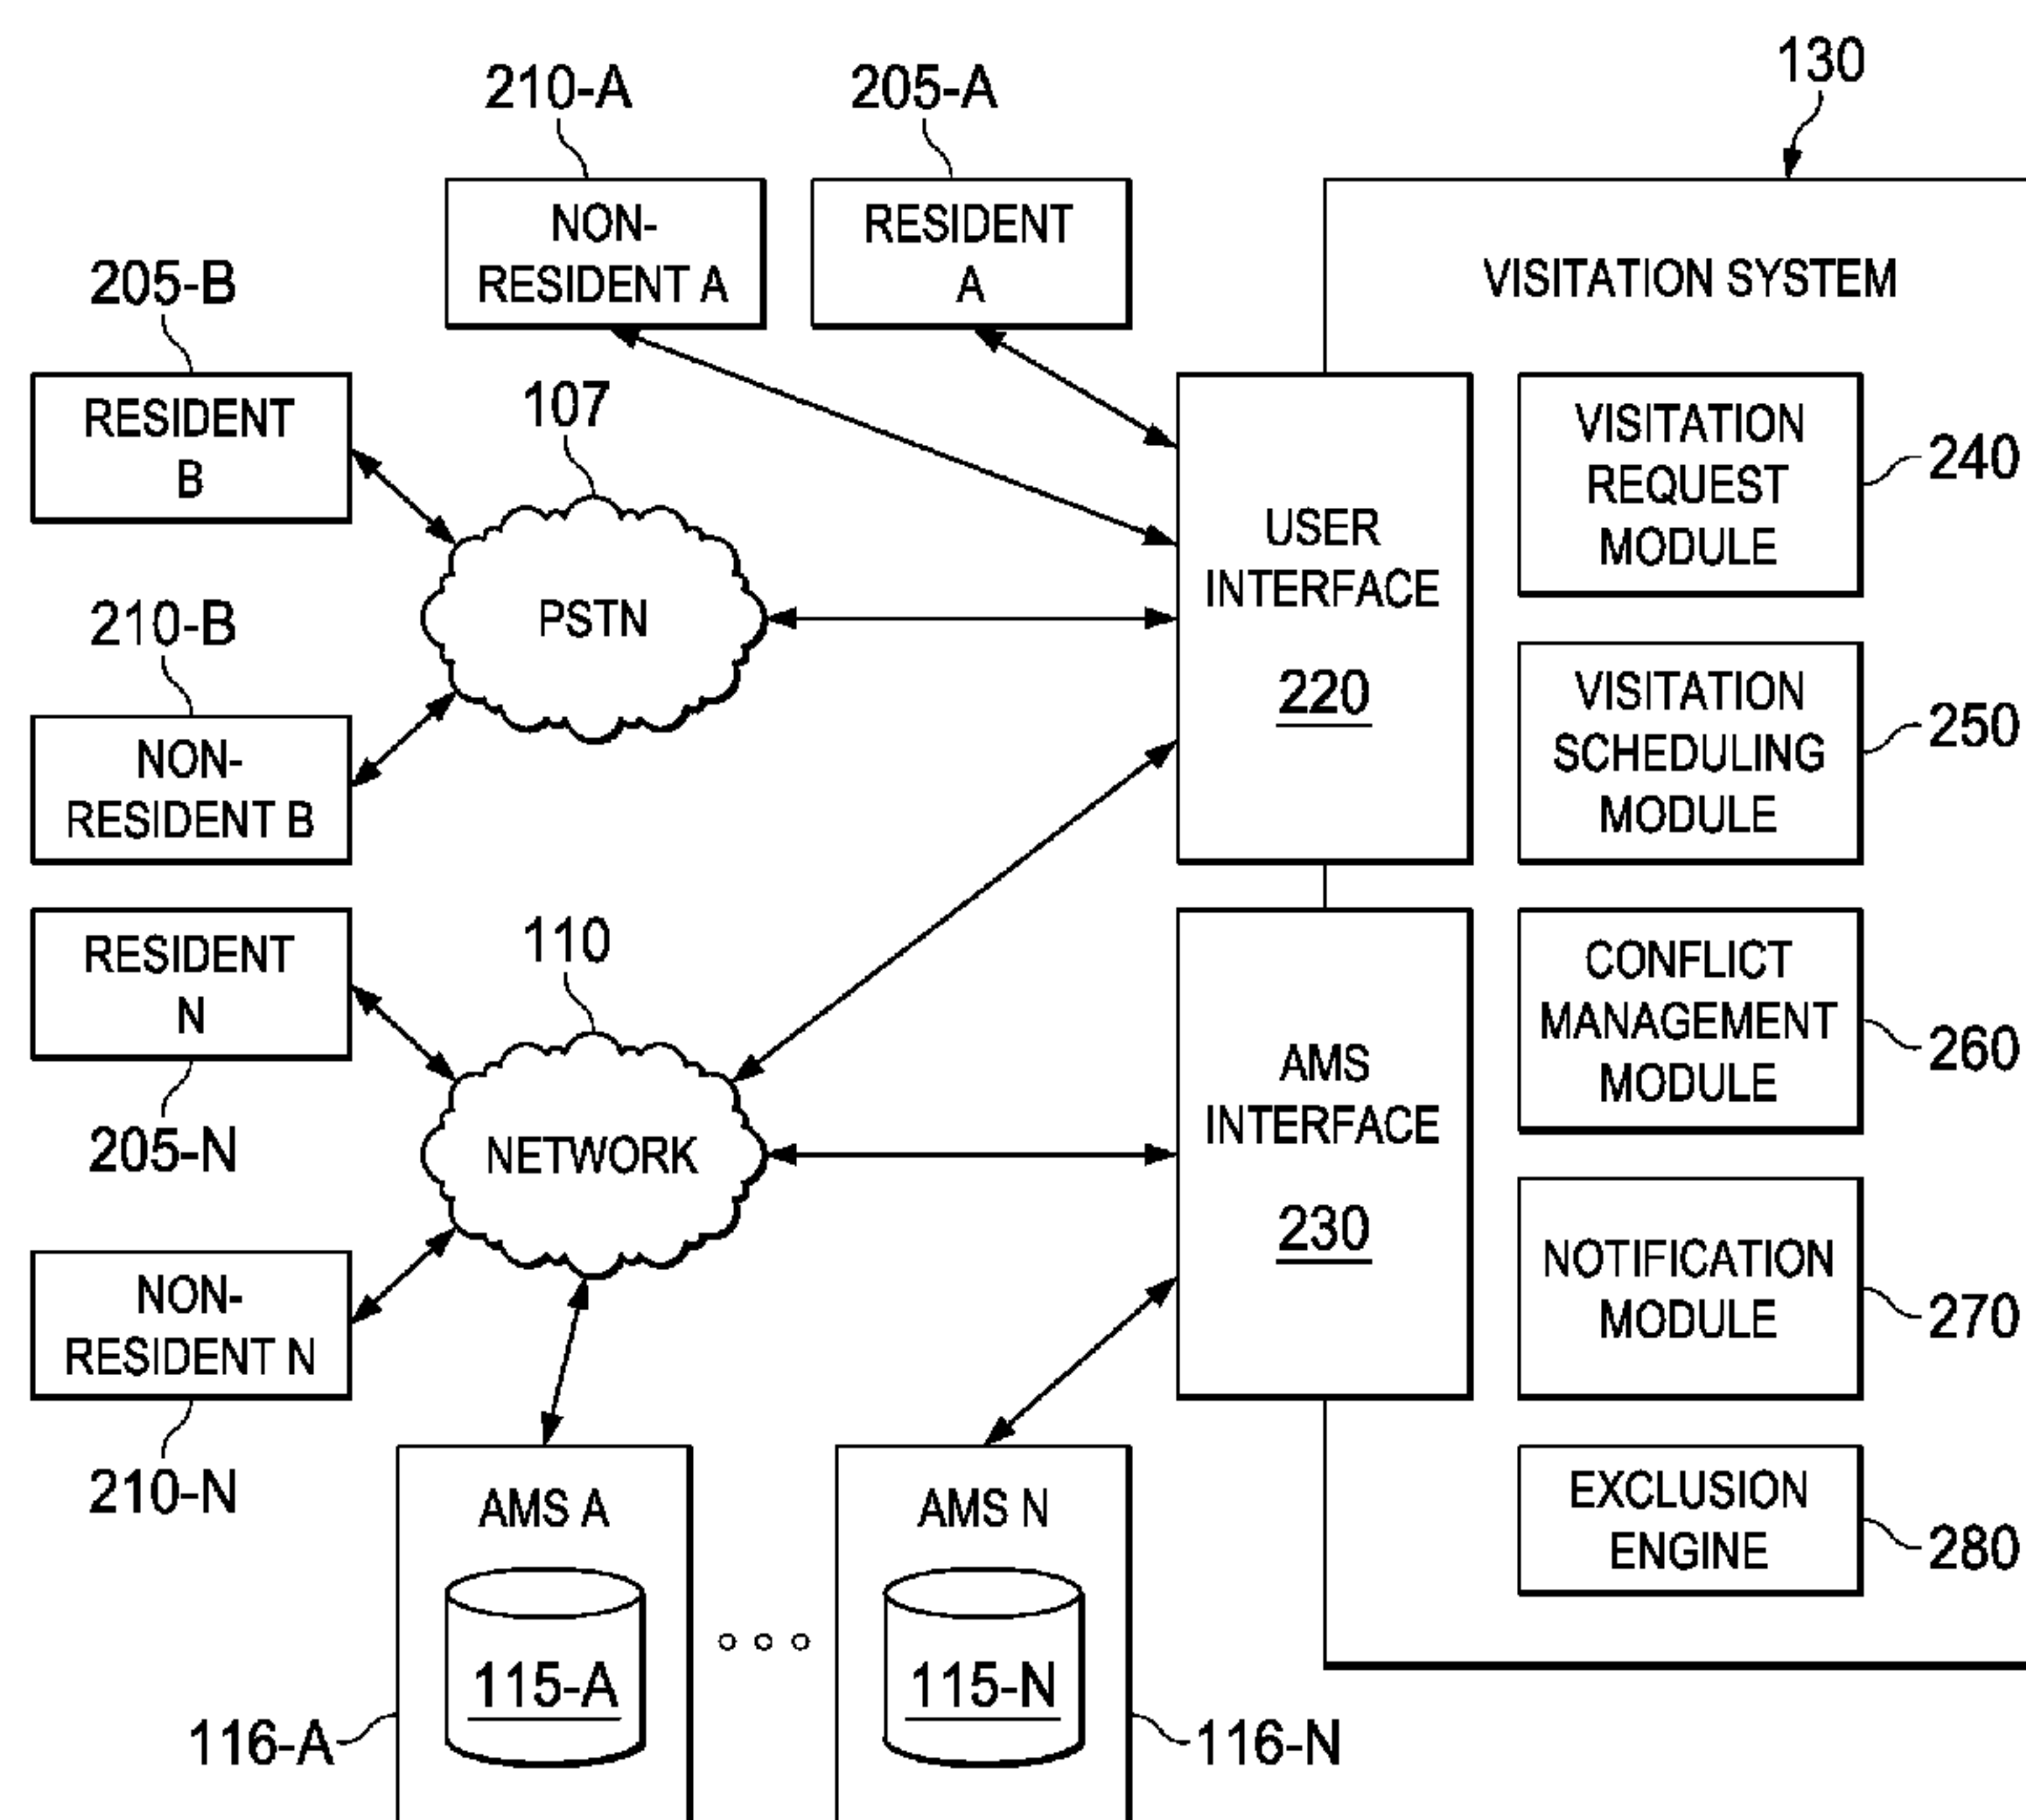 130
210-A
205-A
NON-
RESIDENT A
RESIDENT
A
VISITATION SYSTEM
205-B
RESIDENT
B
107
PSTN
210-B
NON-
RESIDENT B
USER
INTERFACE
220
VISITATION
REQUEST
MODULE
240
VISITATION
SCHEDULING
MODULE
250
RESIDENT
N
205-N
110
NETWORK
NON-
RESIDENT N
210-N
AMS
INTERFACE
230
CONFLICT
MANAGEMENT
MODULE
260
NOTIFICATION
MODULE
270
EXCLUSION
ENGINE
280
AMS A
115-A
116-A
AMS N
115-N
116-N